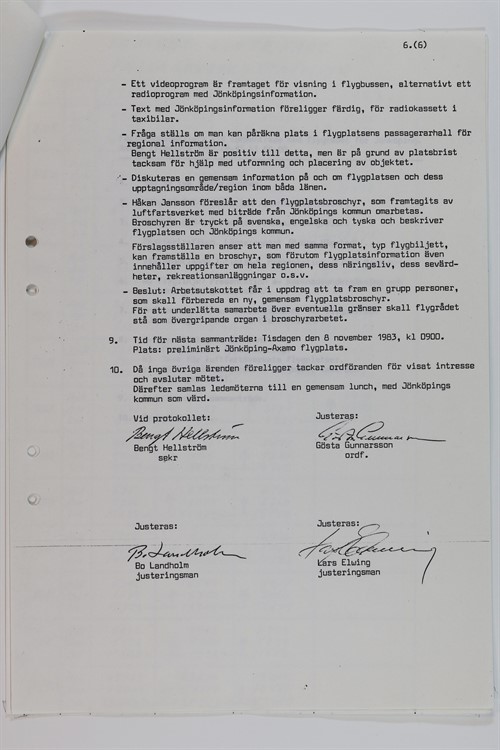 6.(6)
- Ett videoprogram är framtaget för visning i flygbussen, alternativt ett
radioprogram med Jönköpingsinformation.
- Text med Jönköpingsinformation föreligger färdig, för radiokassett i
taxibilar.
- Fråga ställs om man kan påräkna plats i flygplatsens passagerarhall för
regional information.
Bengt Hellström är positiv till detta, men är på grund av platsbrist
tacksam för hjälp med utformning och placering av objektet.
- Diskuteras en gemensam information på och om flygplatsen och dess
upptagningsområde/region inom båda länen.
- Håkan Jansson föreslår att den flygplatsbroschyr, som framtagits av
luftfartsverket med biträde från Jönköpings kommun omarbetas.
Broschyren är tryckt på svenska, engelska och tyska och beskriver
flygplatsen och Jönköpings kommun.
Förslagsställaren anser att man med samma format, typ flygbiljett,
kan framställa en broschyr, som förutom flygplatsinformation även
innehåller uppgifter om hela regionen, dess näringsliv, dess sevärd-
heter, rekreationsanläggningar o.s.v.
- Beslut: Arbetsutskottet får i uppdrag att ta fram en grupp personer,
som skall förbereda en ny, gemensam flygplatsbroschyr.
För att underlätta samarbete över eventuella gränser skall flygrådet
stå som övergripande organ i broschyrarbetet.
9. Tid för nästa sammanträde: Tisdagen den 8 november 1983, kl 0900.
Plats: preliminärt Jönköping-Axamo flygplats.
10. Då inga övriga ärenden föreligger tackar ordföranden för visat intresse
och avslutar mötet.
Därefter samlas ledamöterna till en gemensam lunch, med Jönköpings
kommun som värd.
Vid protokollet: Justeras:
Bengt Hellström Gösta Gunnarsson
Bengt Hellström Gösta Gunnarsson
sekr ordf.
Justeras: Justeras:
Bo Landholm Lars Elwing
Bo Landholm Lars Elwing
justeringsman justeringsman